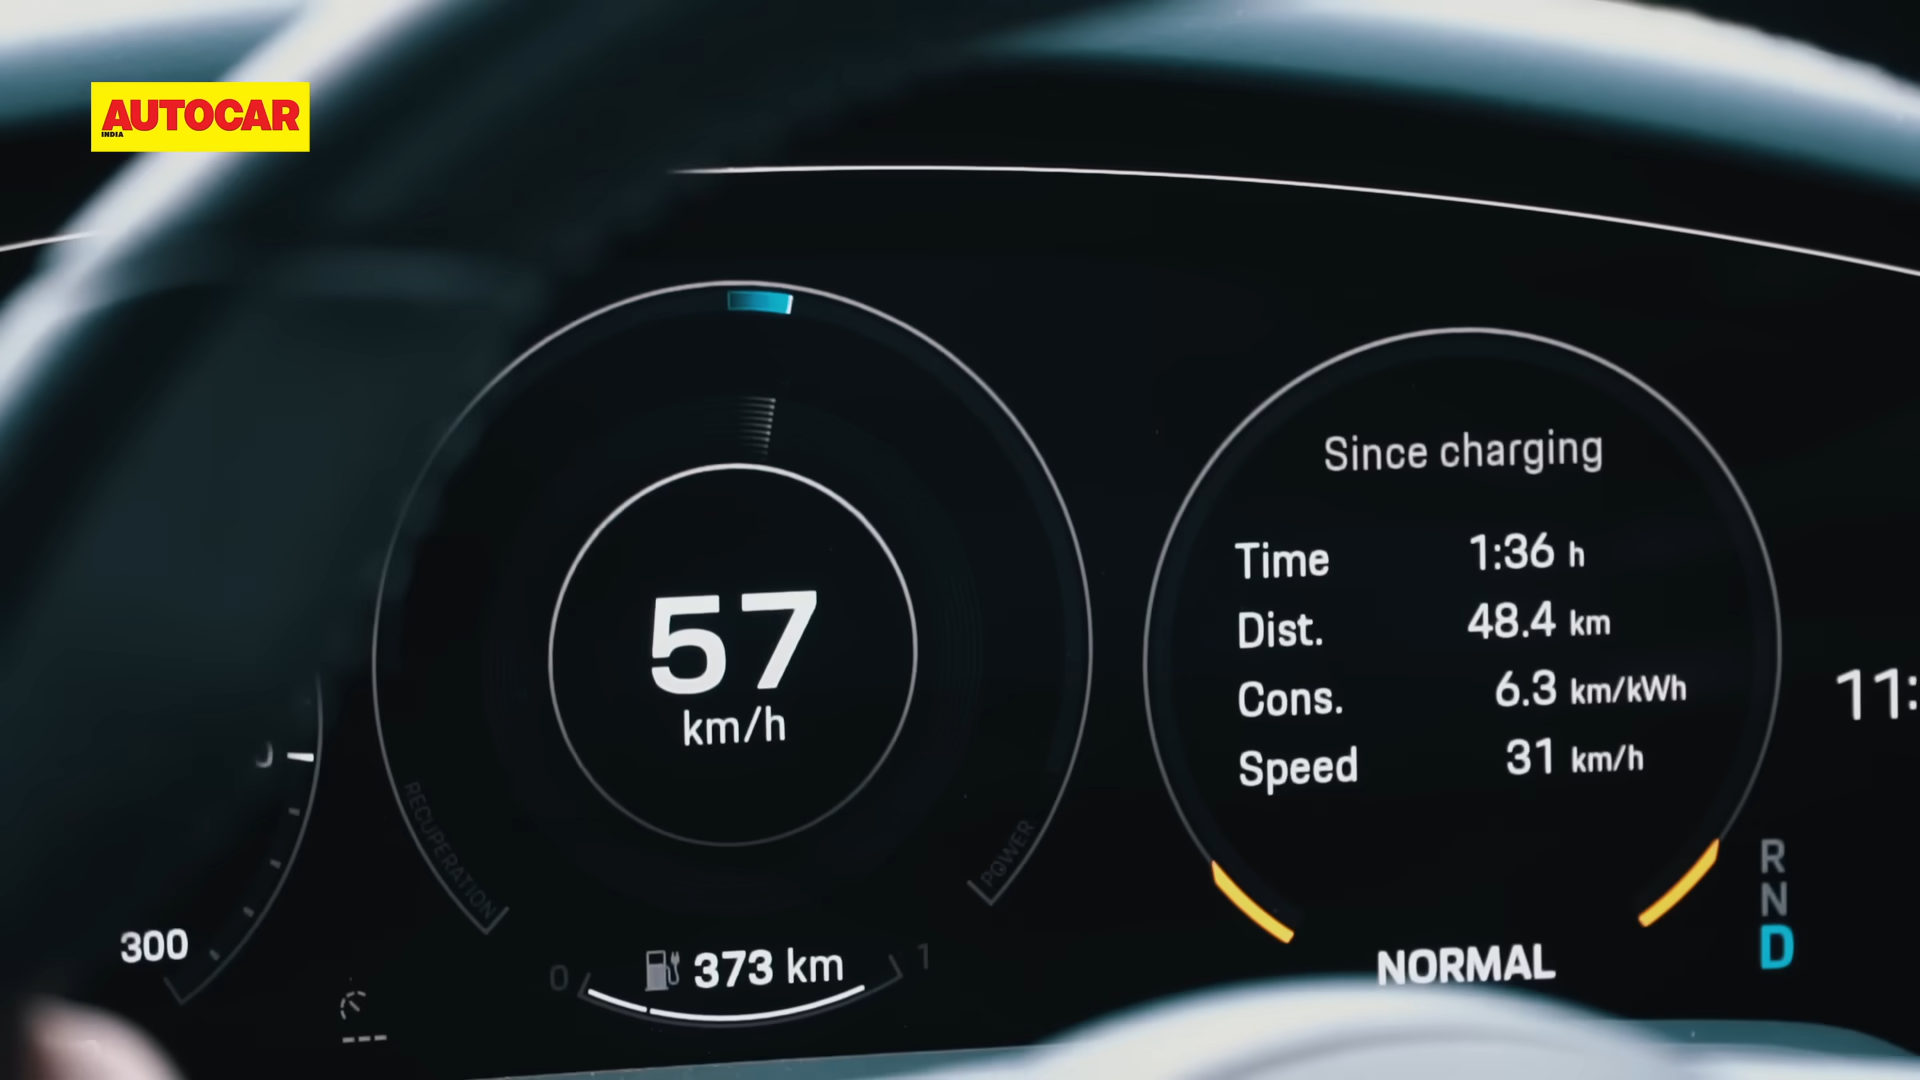 AUTOCAR
INDIA
Since charging
Time 1:36 h
Dist. 48.4 km
Cons. 6.3 km/kWh
Speed 31 km/h
57
km/h
11:
RECUPERATION
POWER
R
N
D
300
0 373 km 1
NORMAL